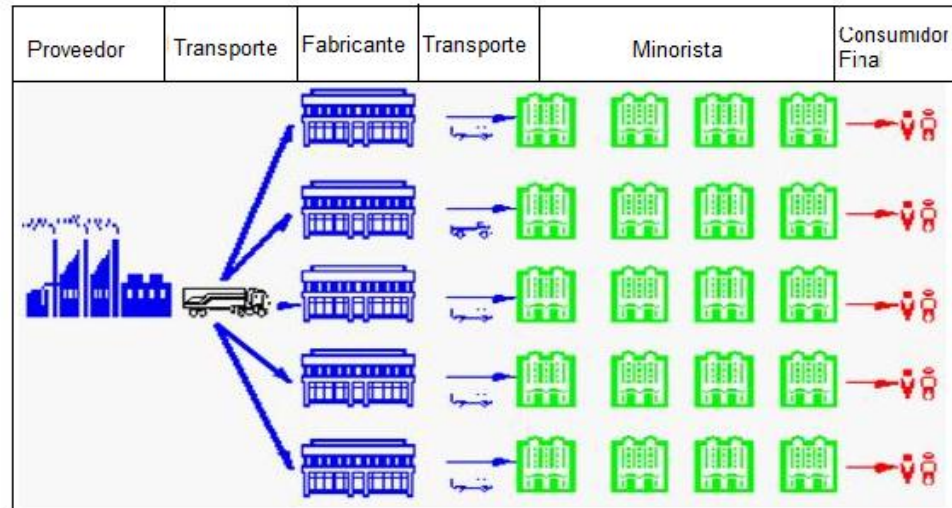 Proveedor
Transporte
Fabricante
Transporte
Minorista
Consumidor
Final